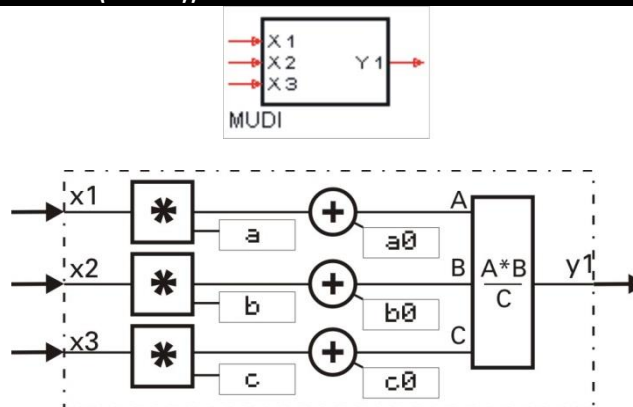 X1
X2 Y1
X3
MUDI
x1 * + A
a a0
x2 * + B A*B y1
b b0 C
x3 * + C
c c0